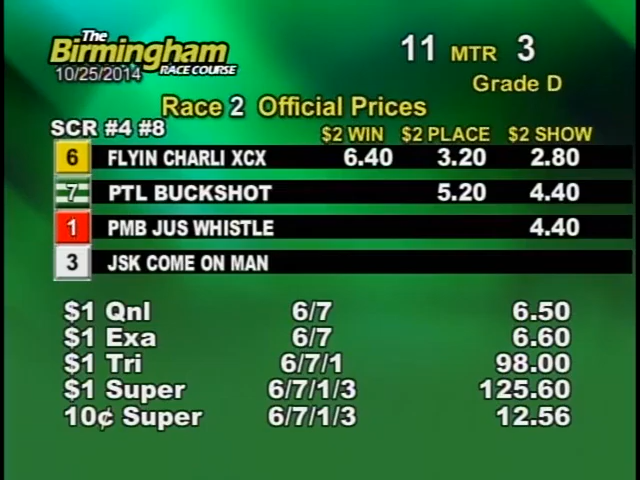 The
Birmingham
RACE COURSE
10/25/2014
11 MTR 3
Grade D
Race 2 Official Prices
SCR #4 #8
$2 WIN $2 PLACE $2 SHOW
6 FLYIN CHARLI XCX 6.40 3.20 2.80
7 PTL BUCKSHOT 5.20 4.40
1 PMB JUS WHISTLE 4.40
3 JSK COME ON MAN
$1 Qnl 6/7 6.50
$1 Exa 6/7 6.60
$1 Tri 6/7/1 98.00
$1 Super 6/7/1/3 125.60
10¢ Super 6/7/1/3 12.56